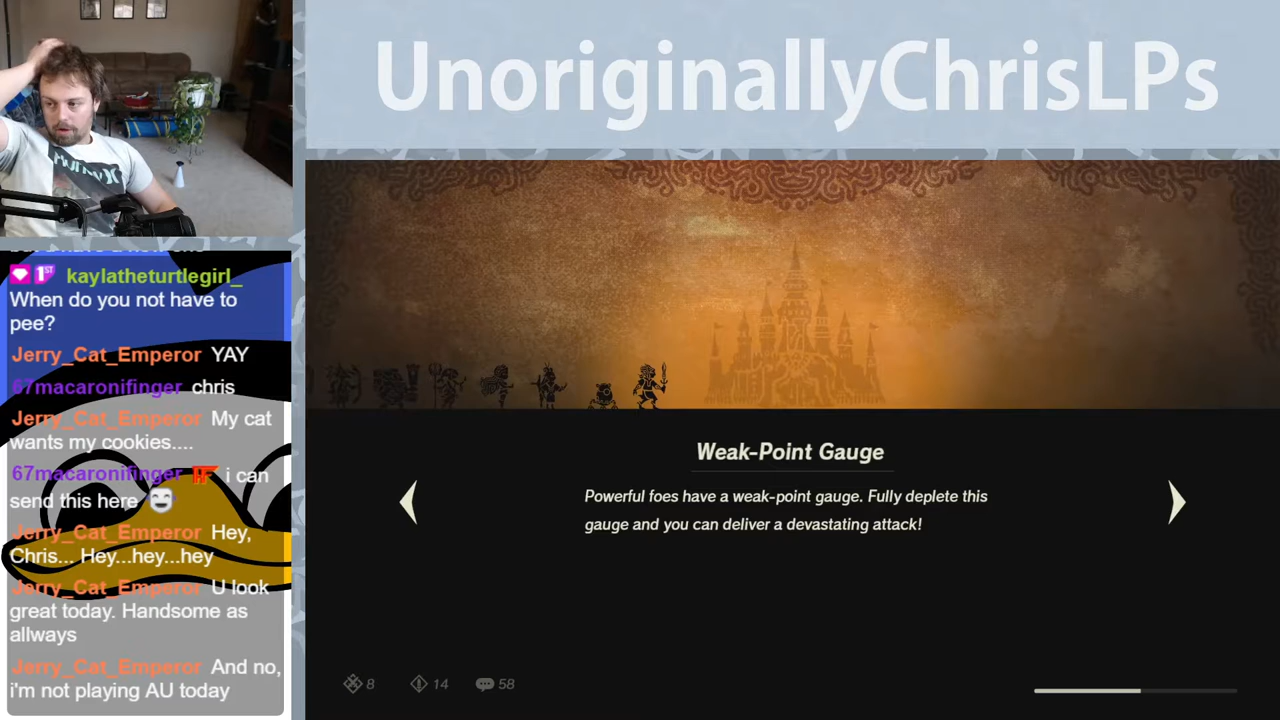 UnoriginallyChrisLPs
kaylatheturtlegirl_
When do you not have to
pee?
Jerry_Cat_Emperor YAY
67macaronifinger chris
Jerry_Cat_Emperor My cat
wants my cookies....
67macaronifinger i can
send this here
Jerry_Cat_Emperor Hey,
Chris... Hey...hey...hey
Jerry_Cat_Emperor U look
great today. Handsome as
allways
Jerry_Cat_Emperor And no,
i'm not playing AU today
Weak-Point Gauge
Powerful foes have a weak-point gauge. Fully deplete this
gauge and you can deliver a devastating attack!
8 14 58